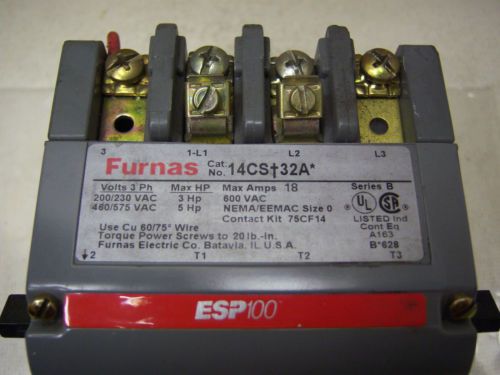 3 1-L1 L2 L3
Furnas Cat. No. 14CS†32A*
Volts 3 Ph Max HP Max Amps 18 Series B
200/230 VAC 3 Hp 600 VAC
460/575 VAC 5 Hp NEMA/EEMAC Size 0
Contact Kit 75CF14
UL SA
LISTED Ind
Cont Eq
A163
B*628
Use Cu 60/75° Wire
Torque Power Screws to 20 lb.-in.
Furnas Electric Co. Batavia, IL U.S.A.
2 T1 T2 T3
ESP100